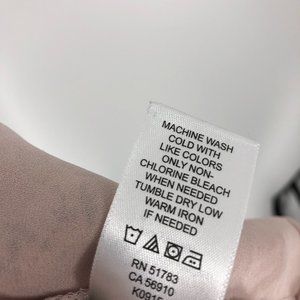 MACHINE WASH
COLD WITH
LIKE COLORS
ONLY NON-
CHLORINE BLEACH
WHEN NEEDED
TUMBLE DRY LOW
WARM IRON
IF NEEDED
RN 51783
CA 56910